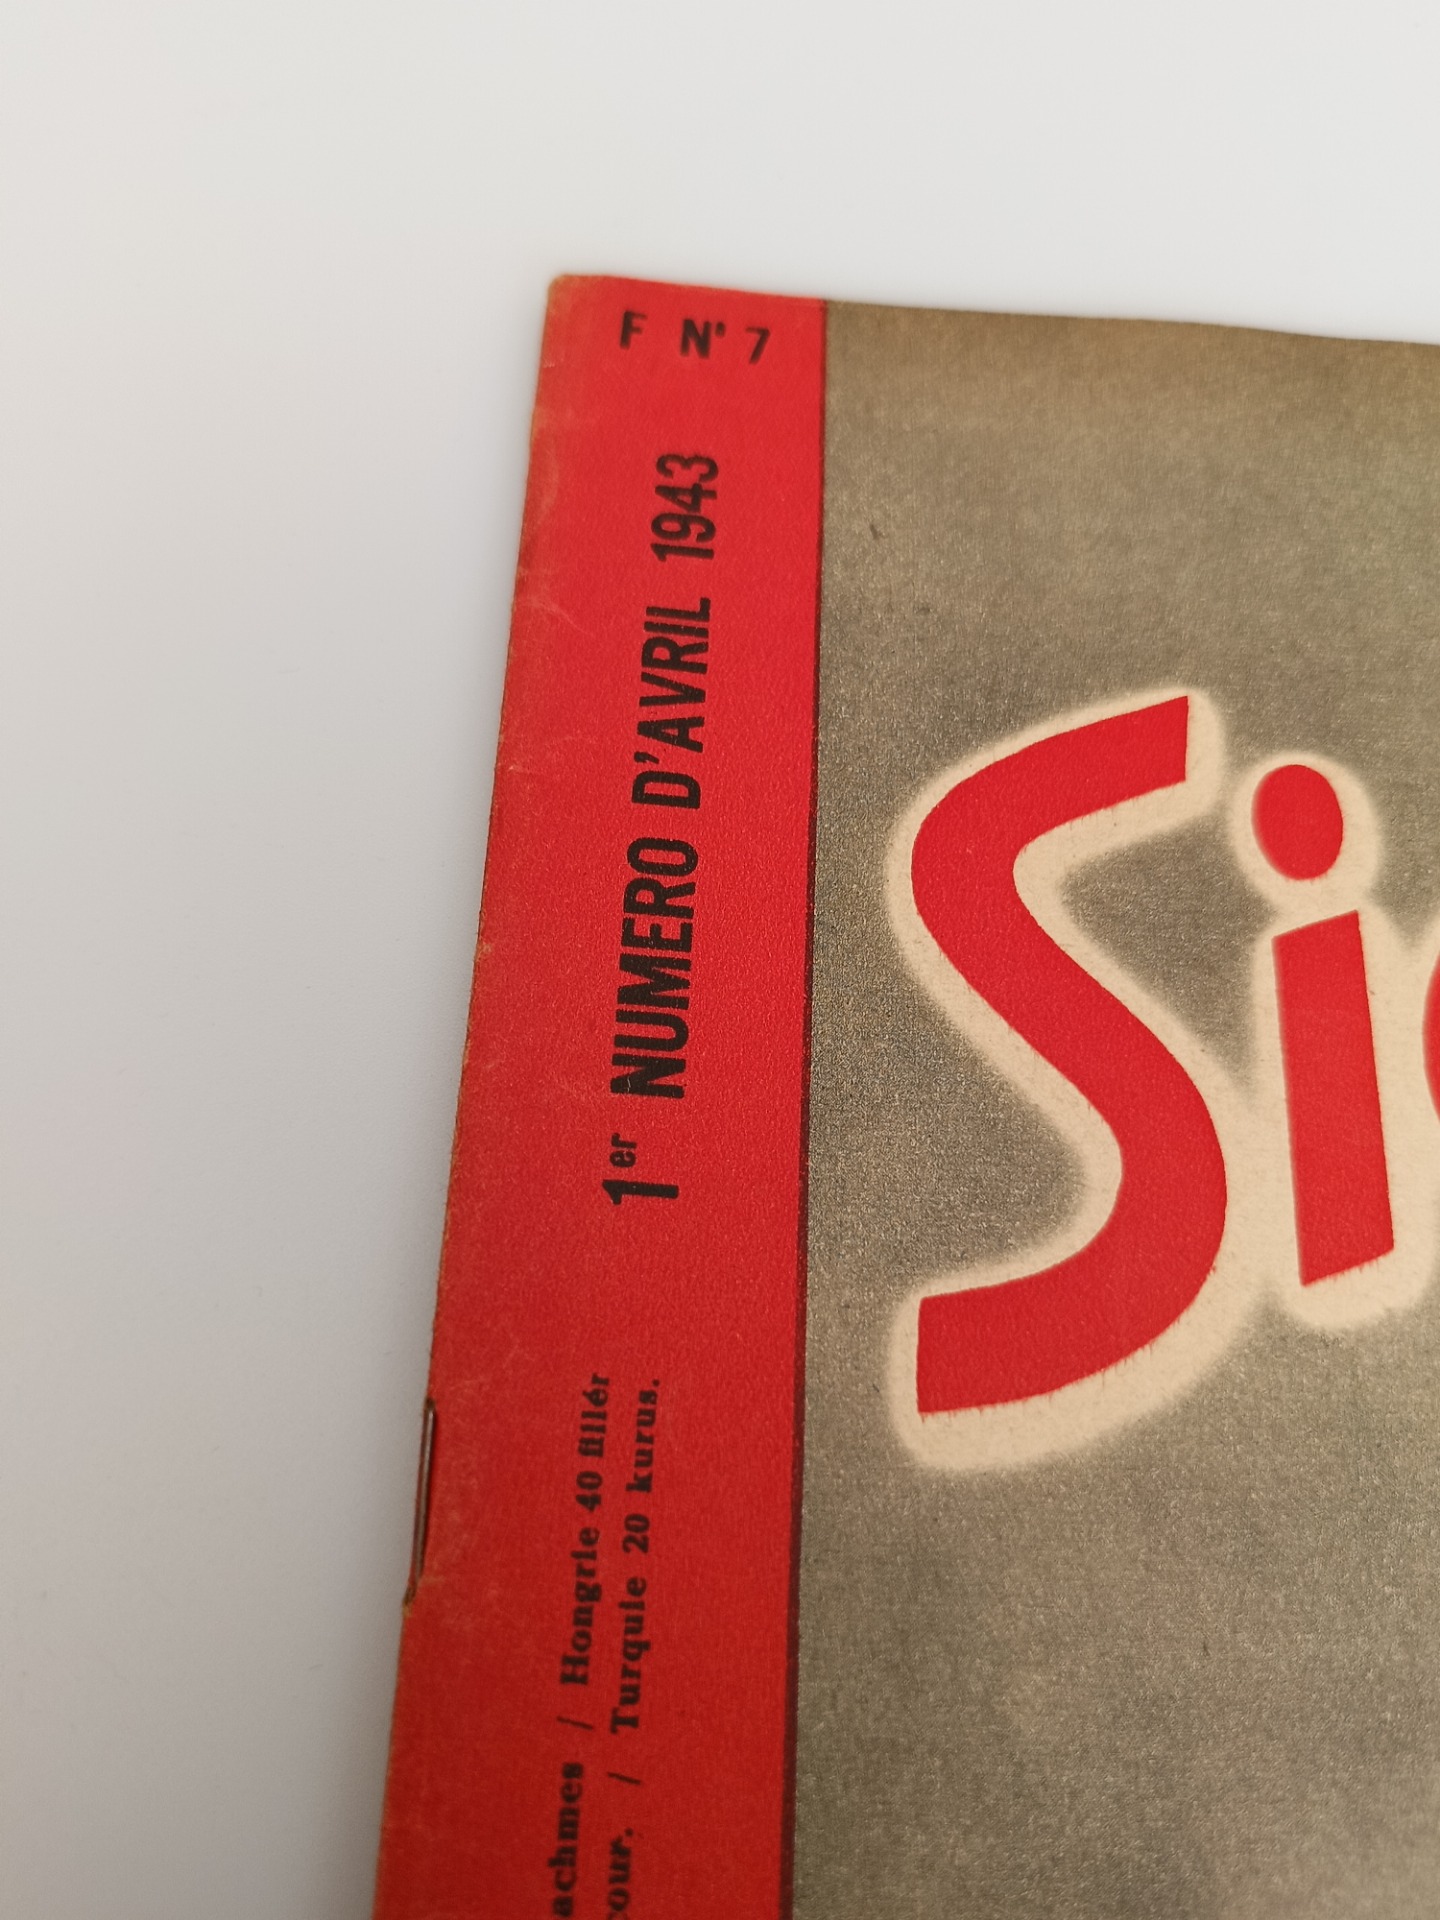 F N° 7
1er NUMERO D'AVRIL 1943
Si
/ Hongrie 40 fillér
/ Turquie 20 kurus.